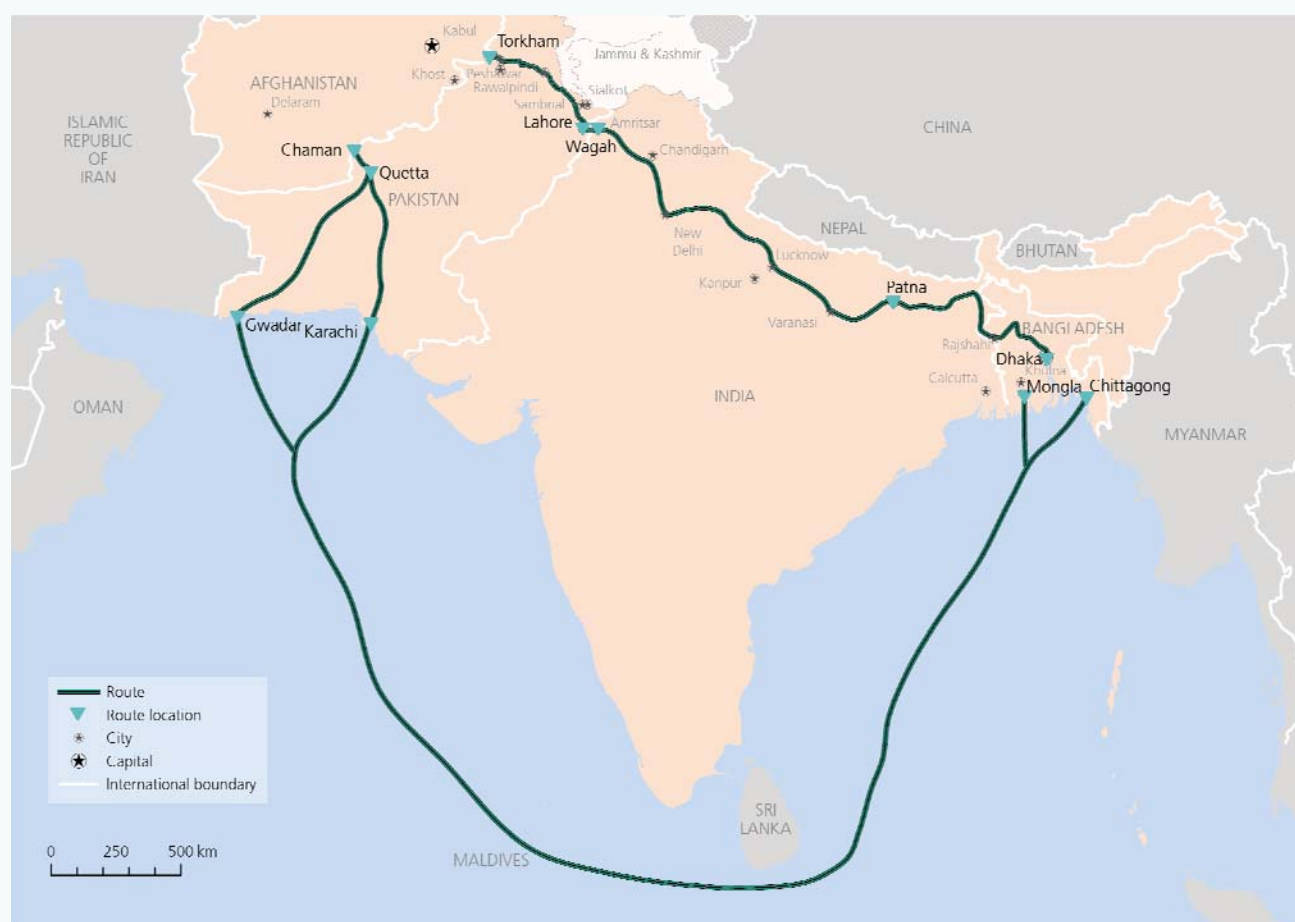 Kabul
Torkham
Jammu & Kashmir
Khost
Peshawar
AFGHANISTAN
Rawalpindi
Delaram
Sambrial
Sialkot
ISLAMIC
REPUBLIC
OF
IRAN
Lahore
Amritsar
CHINA
Wagah
Chaman
Chandigarh
Quetta
PAKISTAN
NEPAL
New
Delhi
BHUTAN
Lucknow
Kanpur
Patna
Varanasi
Gwadar
Karachi
BANGLADESH
Rajshahi
Dhaka
Khulna
Calcutta
Mongla
Chittagong
OMAN
INDIA
MYANMAR
Route
Route location
City
Capital
International boundary
SRI
LANKA
0 250 500 km
MALDIVES